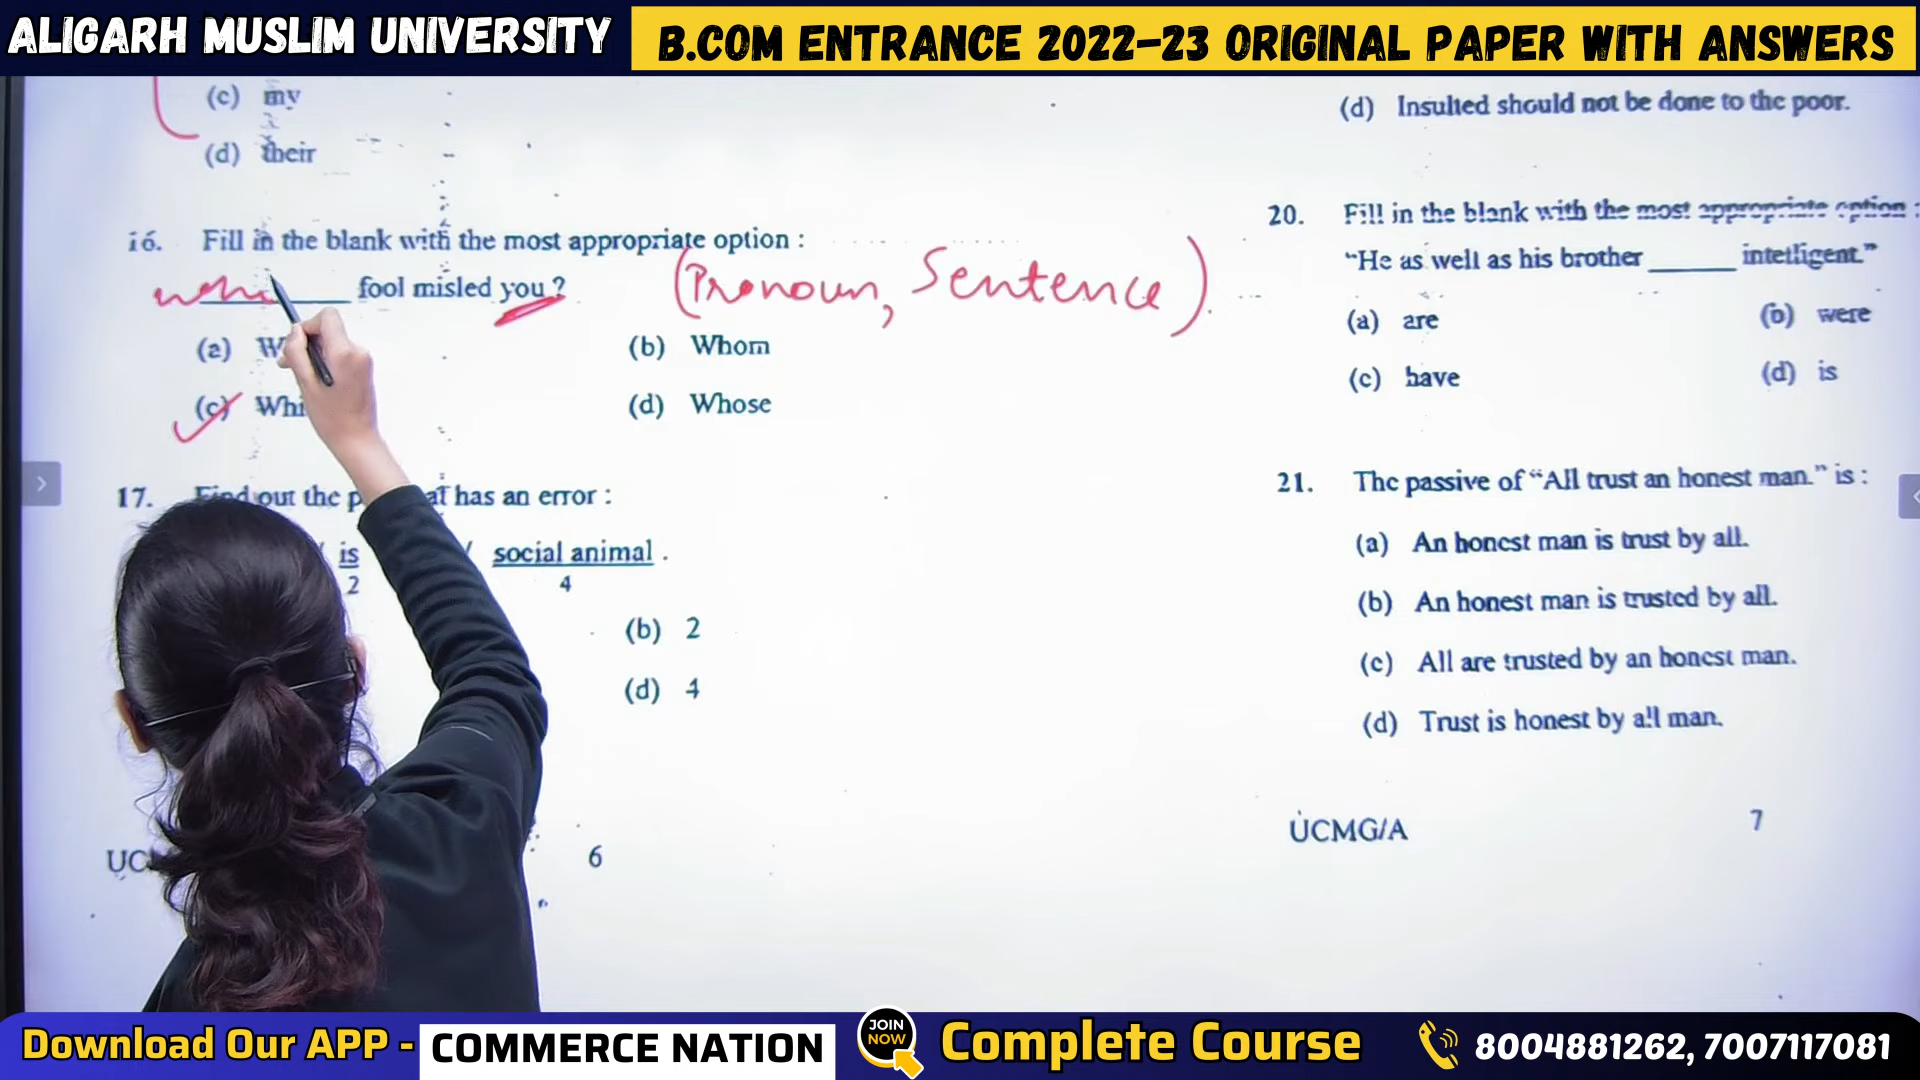 ALIGARH MUSLIM UNIVERSITY
B.COM ENTRANCE 2022-23 ORIGINAL PAPER WITH ANSWERS
(c) my
(d) their
16. Fill in the blank with the most appropriate option :
______ fool misled you ?
(Pronoun, Sentence)
(a)
(b) Whom
(c)
(d) Whose
17. Find out the has an error :
is / social animal .
2 4
(b) 2
(d) 4
6
(d) Insulted should not be done to the poor.
20. Fill in the blank with the most appropriate option :
“He as well as his brother ______ intelligent.”
(a) are (b) were
(c) have (d) is
21. The passive of “All trust an honest man.” is :
(a) An honest man is trust by all.
(b) An honest man is trusted by all.
(c) All are trusted by an honest man.
(d) Trust is honest by all man.
UCMG/A 7
Download Our APP - COMMERCE NATION
JOIN NOW
Complete Course
8004881262, 7007117081